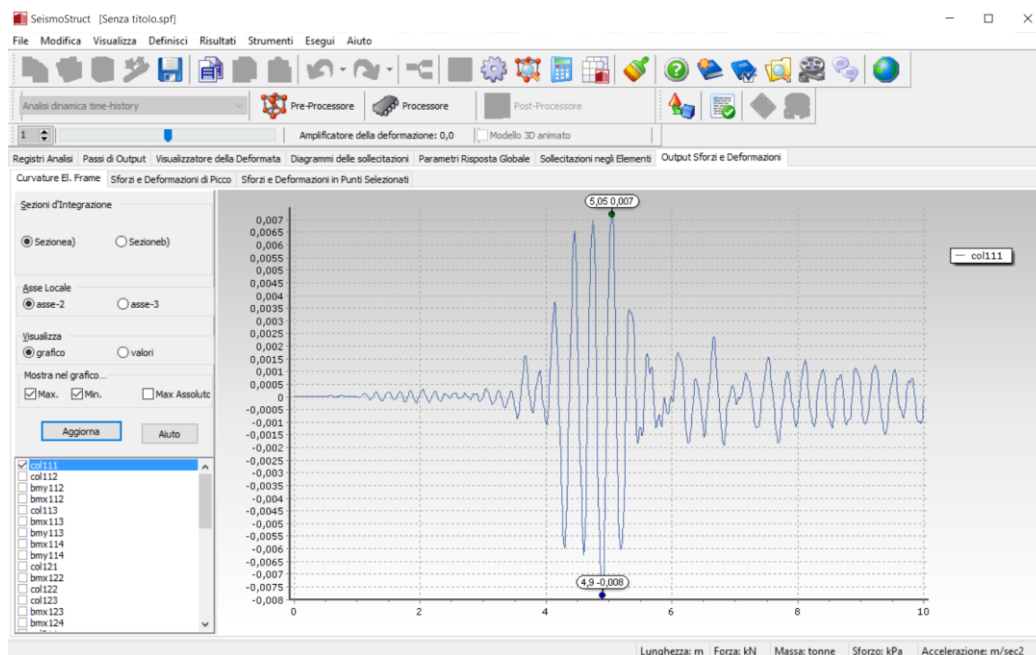 SeismoStruct [Senza titolo.spf]
File Modifica Visualizza Definisci Risultati Strumenti Esegui Aiuto
Analisi dinamica time-history Pre-Processore Processore Post-Processore
1 Amplificatore della deformazione: 0,0 Modello 3D animato
Registri Analisi Passi di Output Visualizzatore della Deformata Diagrammi delle sollecitazioni Parametri Risposta Globale Sollecitazioni negli Elementi Output Sforzi e Deformazioni
Curvature El. Frame Sforzi e Deformazioni di Picco Sforzi e Deformazioni in Punti Selezionati
Sezioni d'Integrazione
Sezionea) Sezioneb)
Asse Locale
asse-2 asse-3
Visualizza
grafico valori
Mostra nel grafico...
Max. Min. Max Assoluto
Aggiorna Aiuto
col111
col112
bmy112
bmx112
col113
bmx113
bmy113
bmx114
bmy114
col121
bmx122
col122
col123
bmx123
bmx124
5,05 0,007
0,007
0,0065
0,006
0,0055
0,005
0,0045
0,004
0,0035
0,003
0,0025
0,002
0,0015
0,001
0,0005
0
-0,0005
-0,001
-0,0015
-0,002
-0,0025
-0,003
-0,0035
-0,004
-0,0045
-0,005
-0,0055
-0,006
-0,0065
-0,007
-0,0075
-0,008
4,9 -0,008
0 2 4 6 8 10
col111
Lunghezza: m Forza: kN Massa: tonne Sforzo: kPa Accelerazione: m/sec2